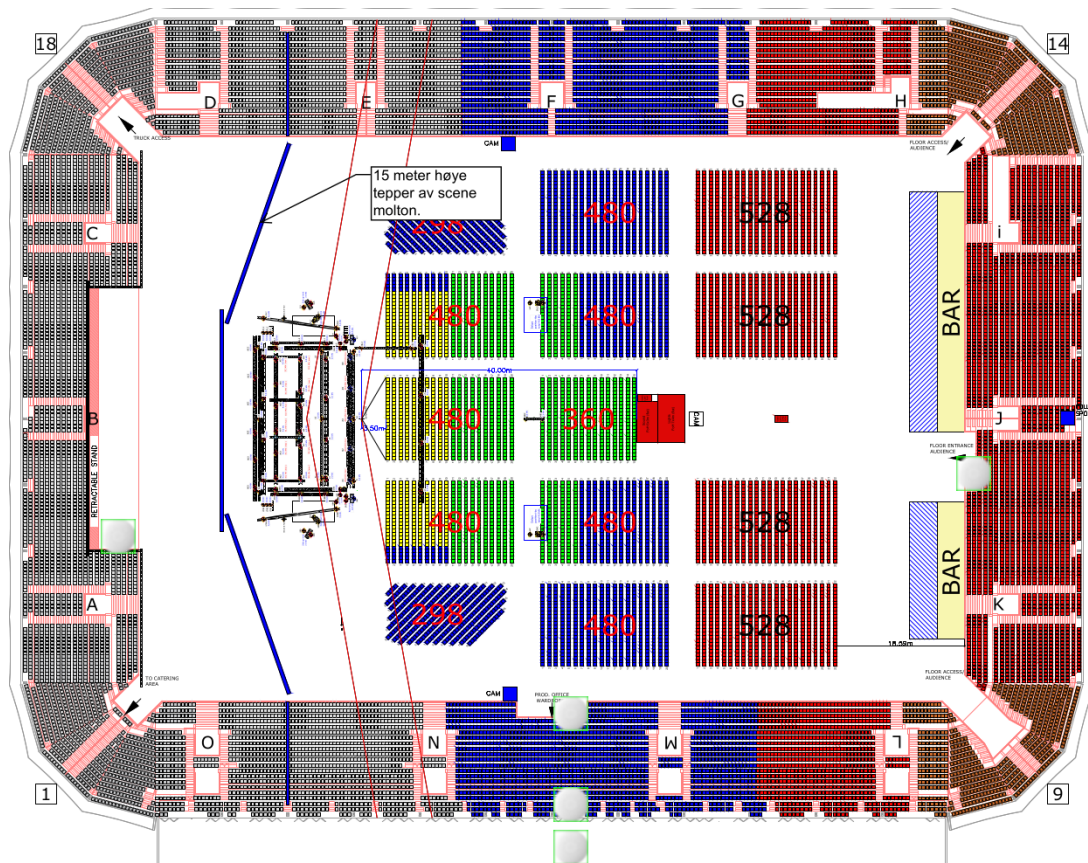 18
14
D
E
F
G
H
TRUCK ACCESS
CAM
FLOOR ACCESS/
AUDIENCE
15 meter høye
tepper av scene
molton.
298
480
528
C
i
480
480
528
BAR
40.00m
B
480
360
CAM
J
RETRACTABLE STAND
FLOOR ENTRANCE
AUDIENCE
480
480
528
BAR
A
298
480
528
K
16.59m
TO CATERING
AREA
CAM
PROD. OFFICE
FLOOR ACCESS/
AUDIENCE
O
N
M
L
1
9